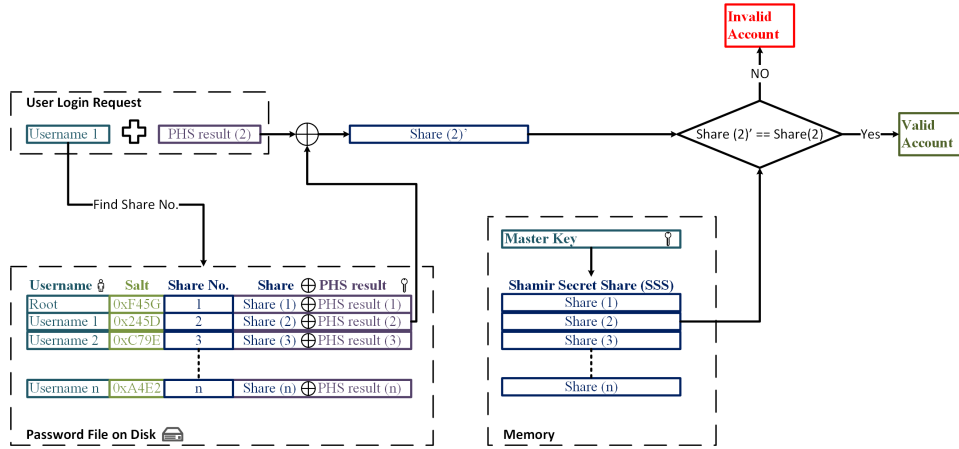 Invalid
Account
NO
User Login Request
Username 1
PHS result (2)
Share (2)’
Share (2)’ == Share(2)
Yes
Valid
Account
Find Share No.
Master Key
Username Salt Share No. Share PHS result
Root 0xF45G 1 Share (1) PHS result (1)
Username 1 0x245D 2 Share (2) PHS result (2)
Username 2 0xC79E 3 Share (3) PHS result (3)
Username n 0xA4E2 n Share (n) PHS result (n)
Password File on Disk
Shamir Secret Share (SSS)
Share (1)
Share (2)
Share (3)
Share (n)
Memory